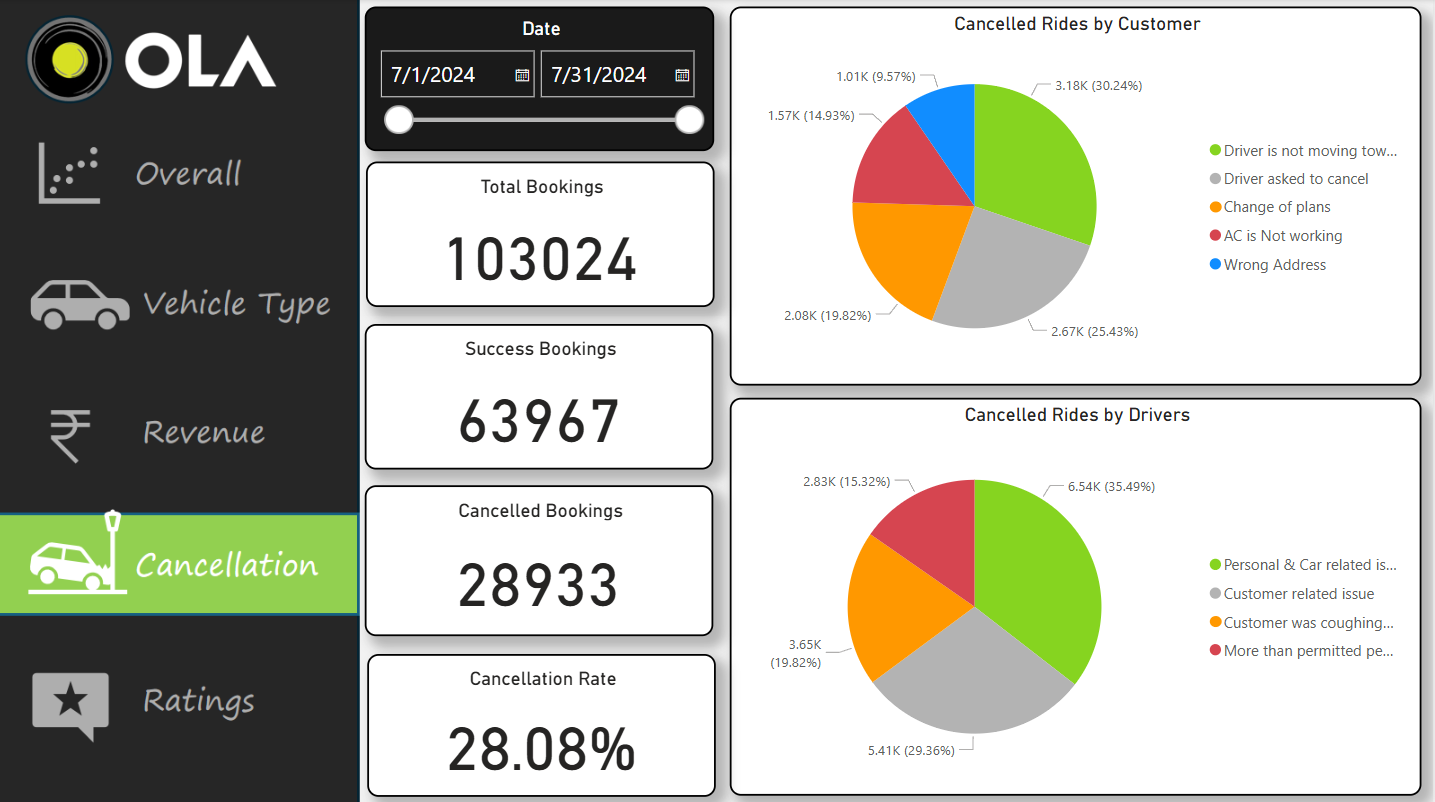 OLA
Overall
Vehicle Type
Revenue
Cancellation
Ratings
Date
7/1/2024
7/31/2024
Total Bookings
103024
Success Bookings
63967
Cancelled Bookings
28933
Cancellation Rate
28.08%
Cancelled Rides by Customer
1.01K (9.57%)
3.18K (30.24%)
1.57K (14.93%)
2.08K (19.82%)
2.67K (25.43%)
Driver is not moving tow...
Driver asked to cancel
Change of plans
AC is Not working
Wrong Address
Cancelled Rides by Drivers
2.83K (15.32%)
6.54K (35.49%)
3.65K
(19.82%)
5.41K (29.36%)
Personal & Car related is...
Customer related issue
Customer was coughing...
More than permitted pe...